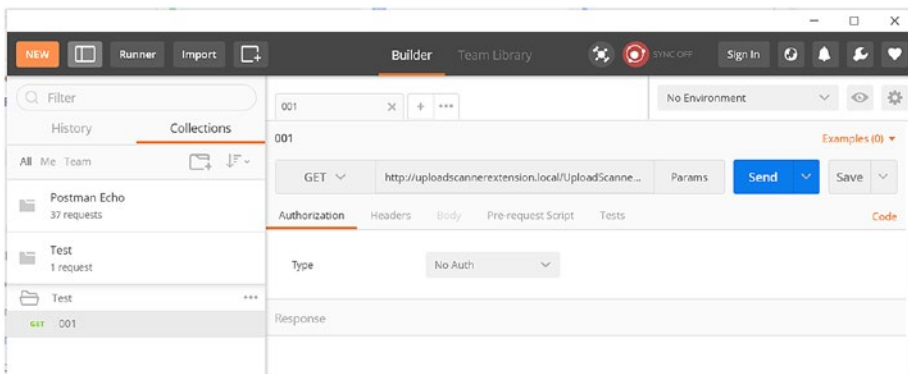 NEW Runner Import Builder Team Library SYNC OFF Sign In
Filter
History Collections
All Me Team
Postman Echo
37 requests
Test
1 request
Test
GET 001
001 No Environment
001 Examples (0)
GET http://uploadscannerextension.local/UploadScanne... Params Send Save
Authorization Headers Body Pre-request Script Tests Code
Type No Auth
Response